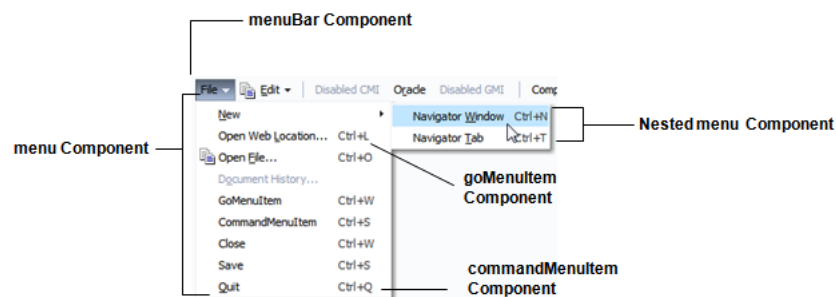 menuBar Component
File Edit Disabled CMI Oracle Disabled GMI
New
Navigator Window Ctrl+N
Open Web Location... Ctrl+L
Navigator Tab Ctrl+T
Nested menu Component
menu Component
Open File... Ctrl+O
Document History...
goMenuItem
Component
GoMenuItem Ctrl+W
CommandMenuItem Ctrl+S
Close Ctrl+W
Save Ctrl+S
commandMenuItem
Component
Quit Ctrl+Q